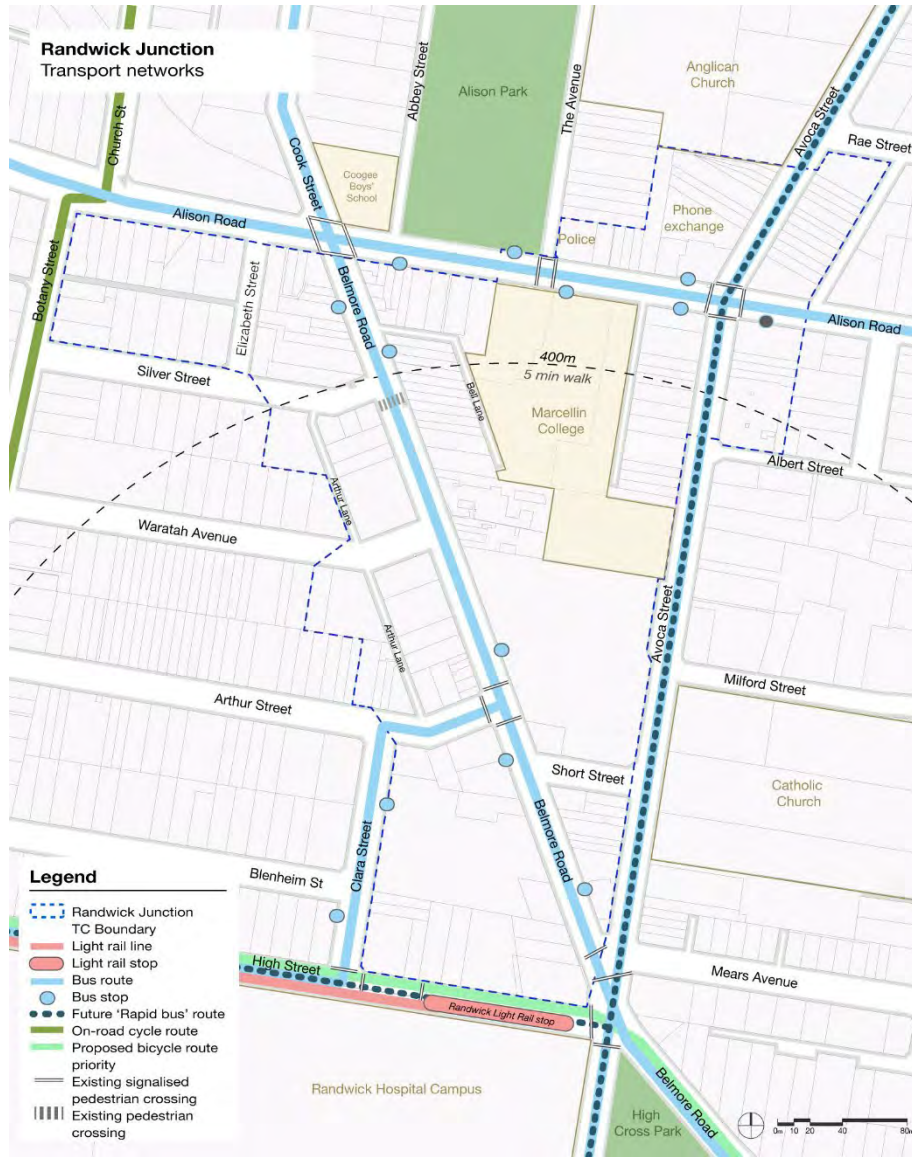 Randwick Junction
Transport networks
Church St
Cook Street
Abbey Street
Alison Park
The Avenue
Anglican
Church
Avoca Street
Rae Street
Coogee
Boys'
School
Alison Road
Police
Phone
exchange
Botany Street
Elizabeth Street
Belmore Road
Alison Road
Silver Street
Bell Lane
400m
5 min walk
Marcellin
College
Albert Street
Arthur Lane
Waratah Avenue
Arthur Lane
Avoca Street
Arthur Street
Milford Street
Short Street
Catholic
Church
Belmore Road
Clara Street
Blenheim St
High Street
Mears Avenue
Randwick Light Rail stop
Randwick Hospital Campus
High
Cross Park
Belmore Road
Legend
Randwick Junction
TC Boundary
Light rail line
Light rail stop
Bus route
Bus stop
Future 'Rapid bus' route
On-road cycle route
Proposed bicycle route
priority
Existing signalised
pedestrian crossing
Existing pedestrian
crossing
0m 10 20 40 80m